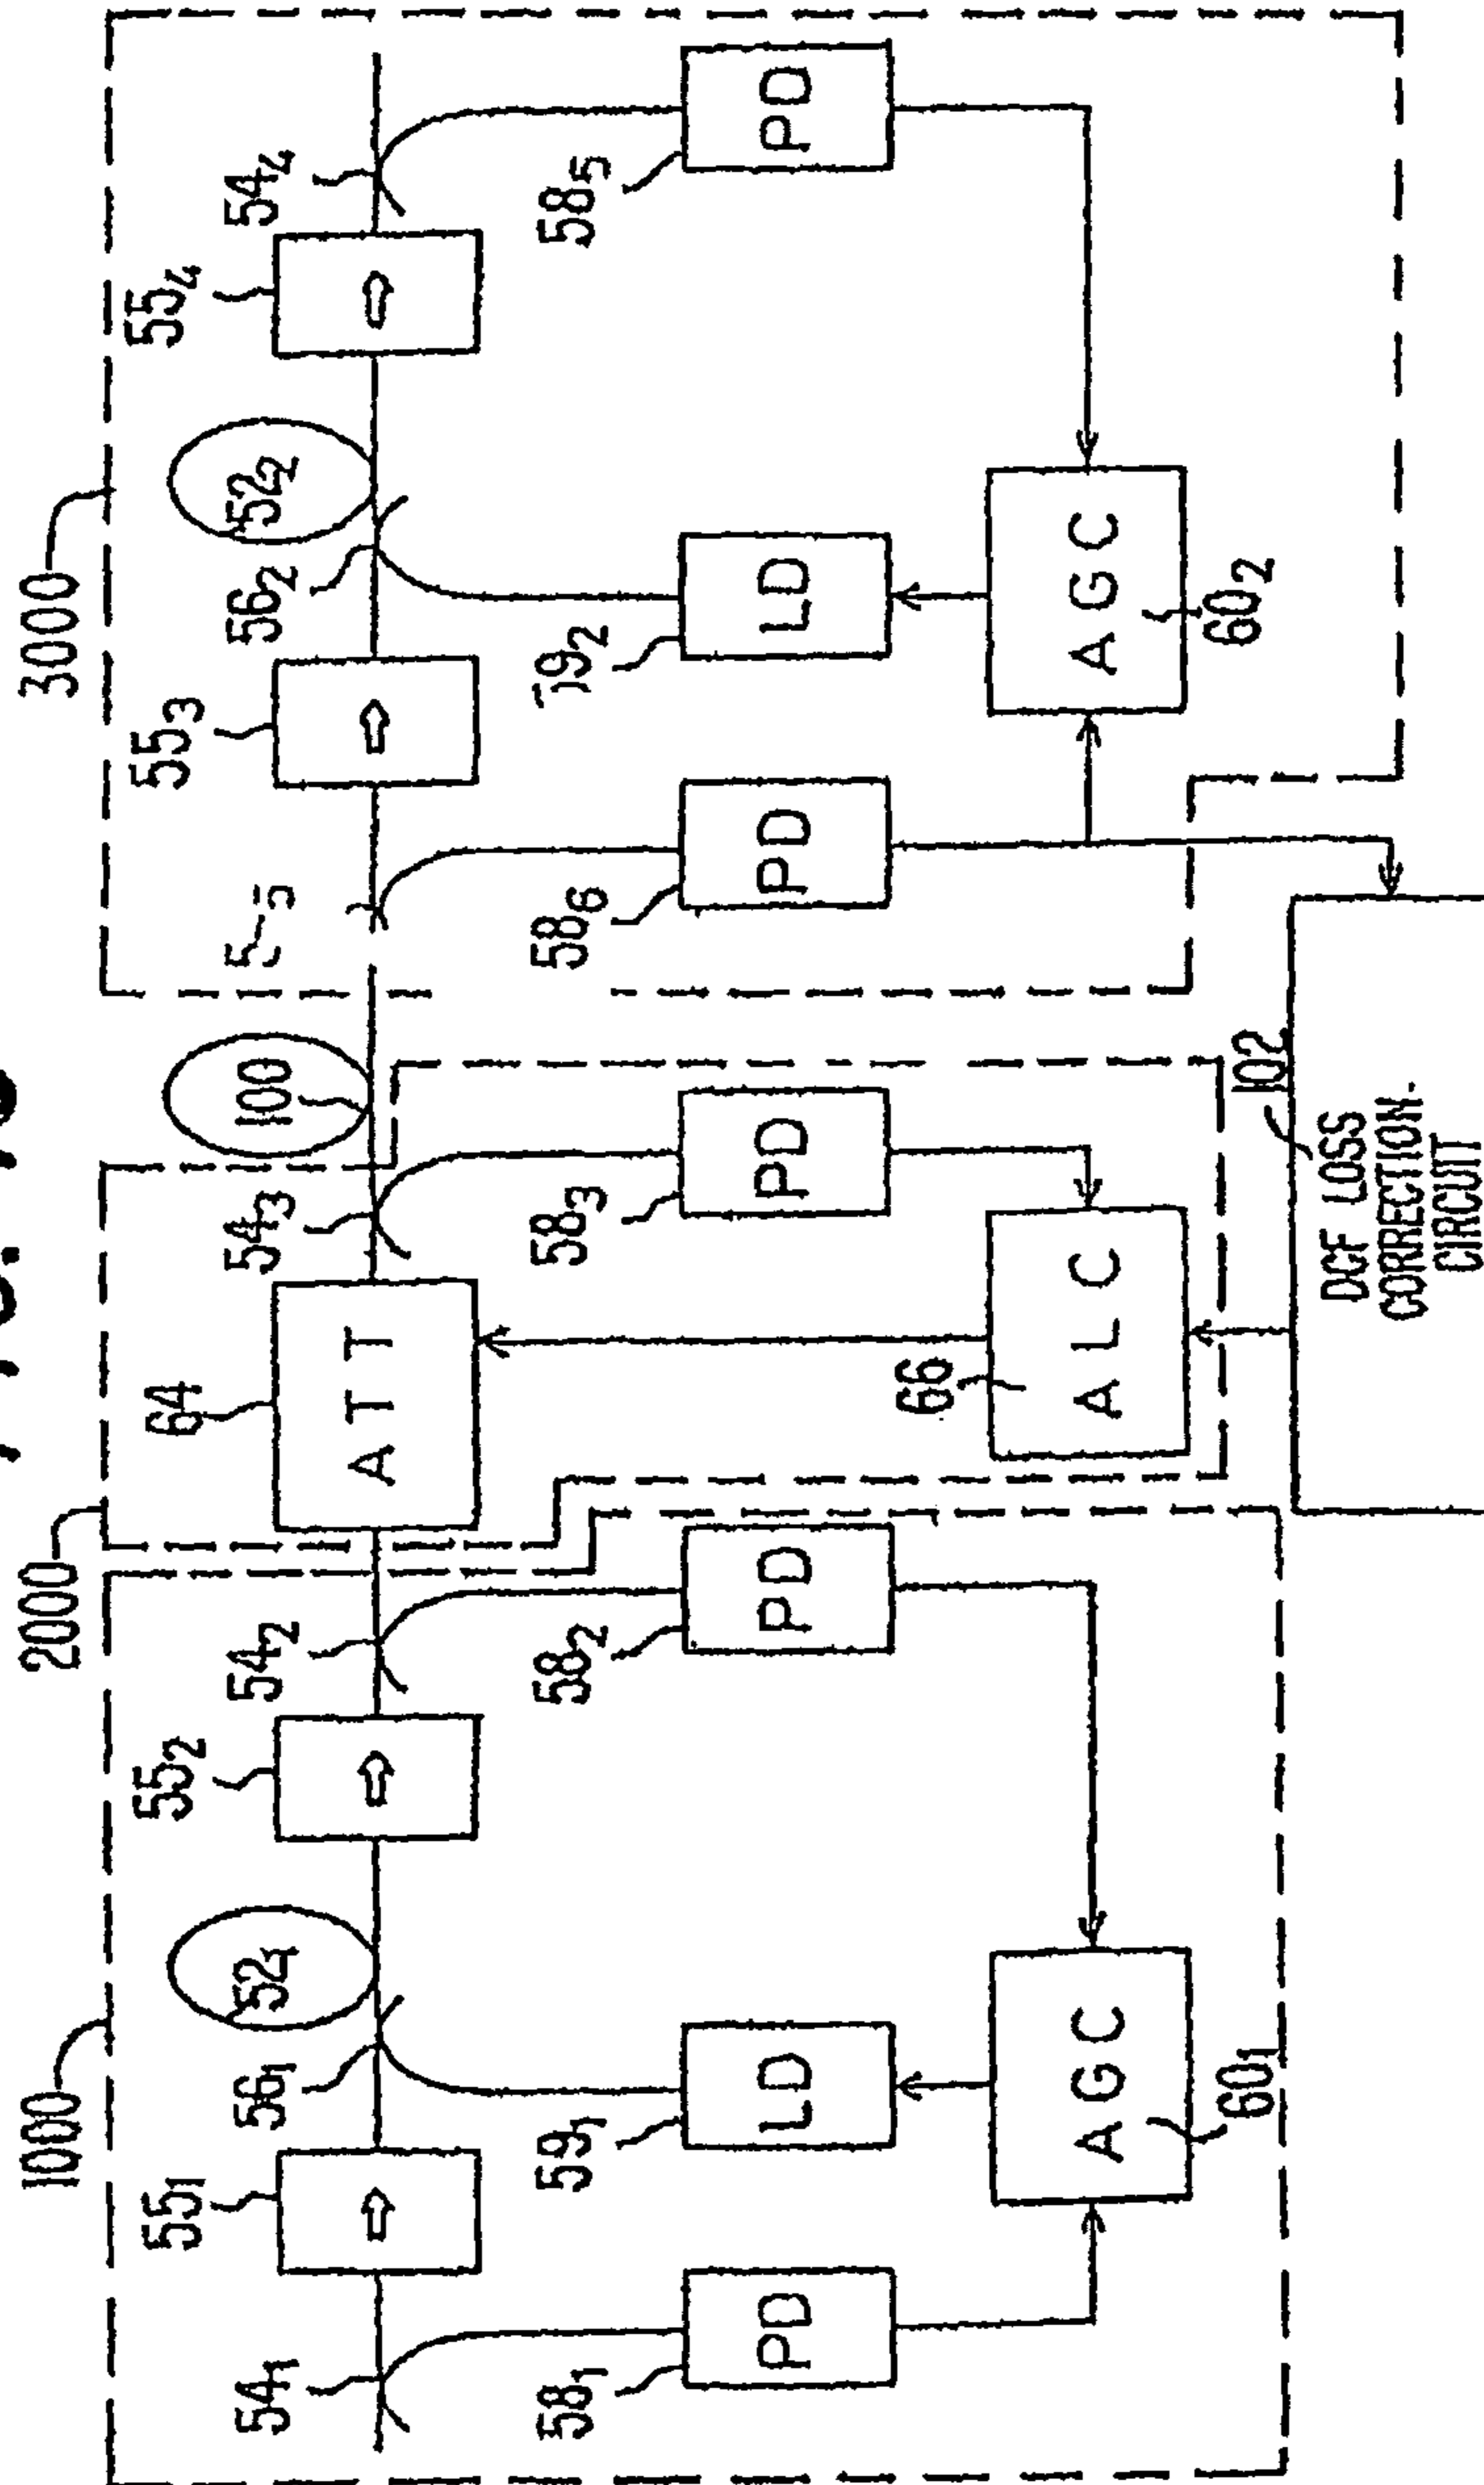 1000
2000
3000
54₁
55₁
56₁
52₁
55₂
54₂
64
54₃
100
55₃
56₂
52₂
55₄
54₄
ATT
58₁
PD
59₁
LD
58₂
PD
58₃
PD
58₆
PD
LD
58₅
PD
AGC
60₁
66
ALC
AGC
60₂
102
DCF LOSS
CORRECTION
CIRCUIT